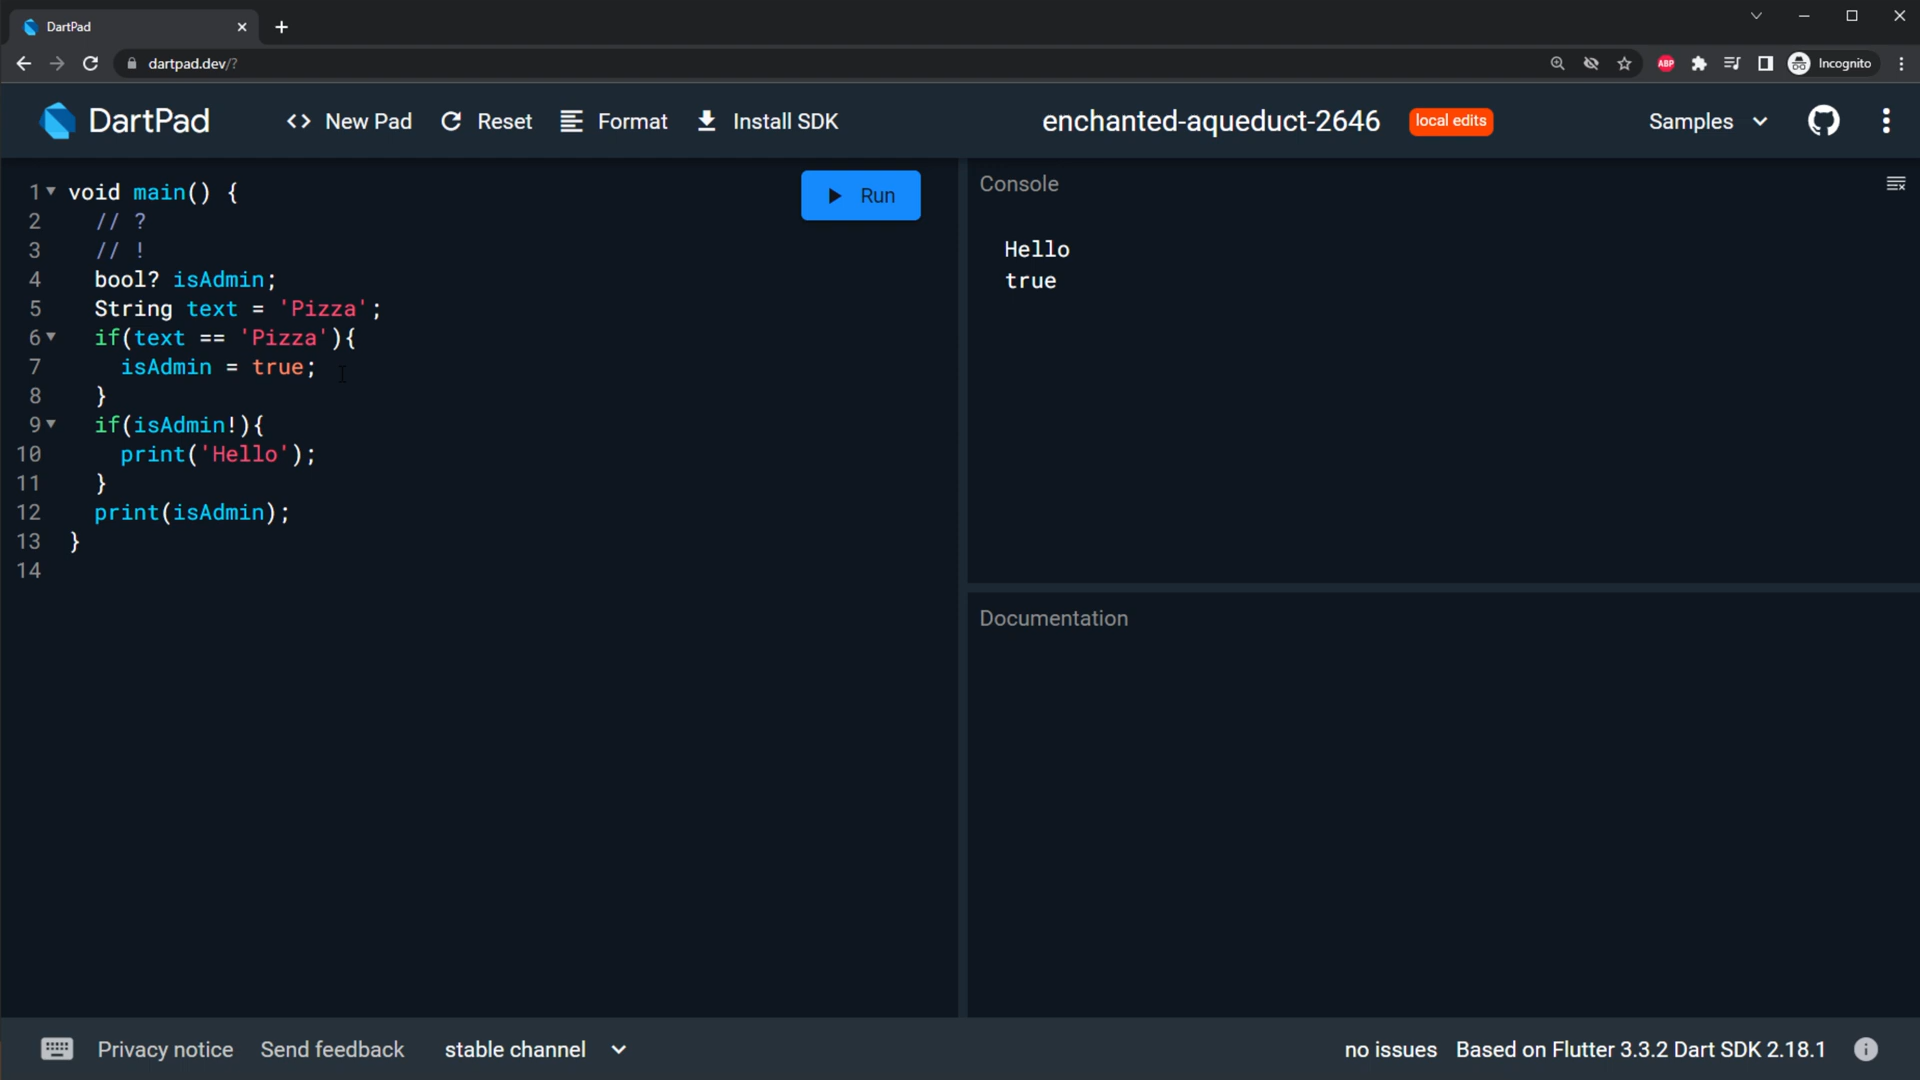 DartPad
dartpad.dev/?
ABP
Incognito
DartPad
New Pad
Reset
Format
Install SDK
enchanted-aqueduct-2646
local edits
Samples
1 void main() {
2 // ?
3 // !
4 bool? isAdmin;
5 String text = 'Pizza';
6 if(text == 'Pizza'){
7 isAdmin = true;
8 }
9 if(isAdmin!){
10 print('Hello');
11 }
12 print(isAdmin);
13 }
14
Run
Console
Hello
true
Documentation
Privacy notice
Send feedback
stable channel
no issues
Based on Flutter 3.3.2 Dart SDK 2.18.1